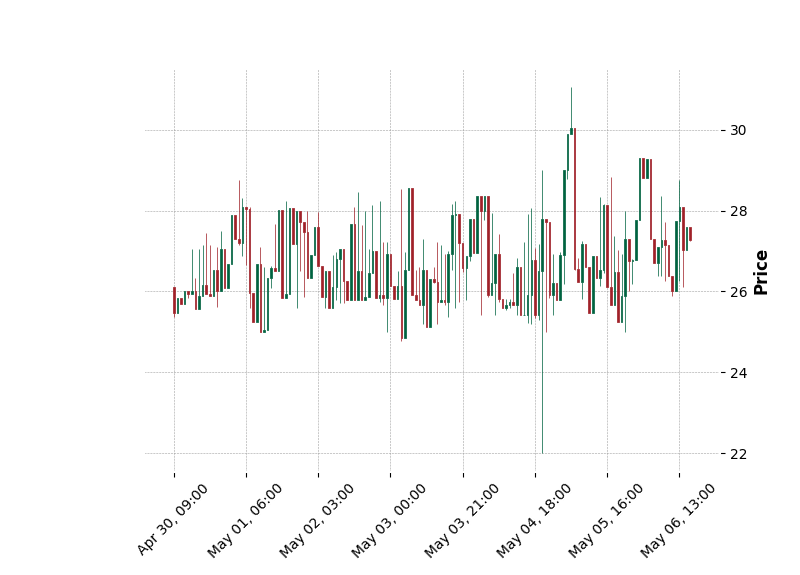 30
28
26
24
22
Price
Apr 30, 09:00
May 01, 06:00
May 02, 03:00
May 03, 00:00
May 03, 21:00
May 04, 18:00
May 05, 16:00
May 06, 13:00